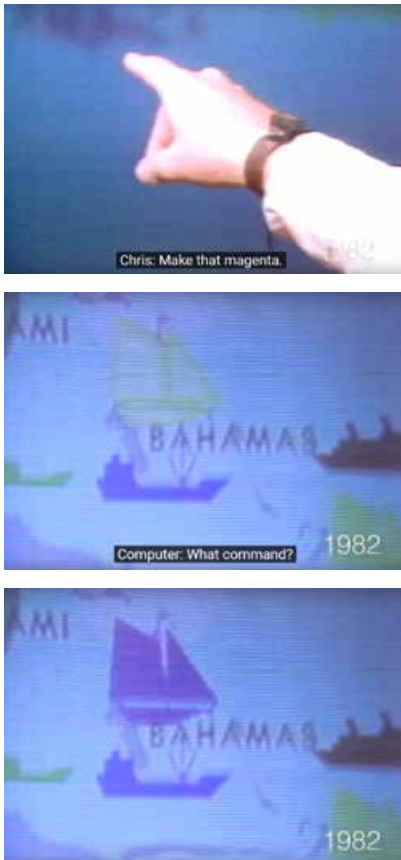 Chris: Make that magenta.
1982
AMI
BAHAMAS
Computer: What command?
1982
AMI
BAHAMAS
1982